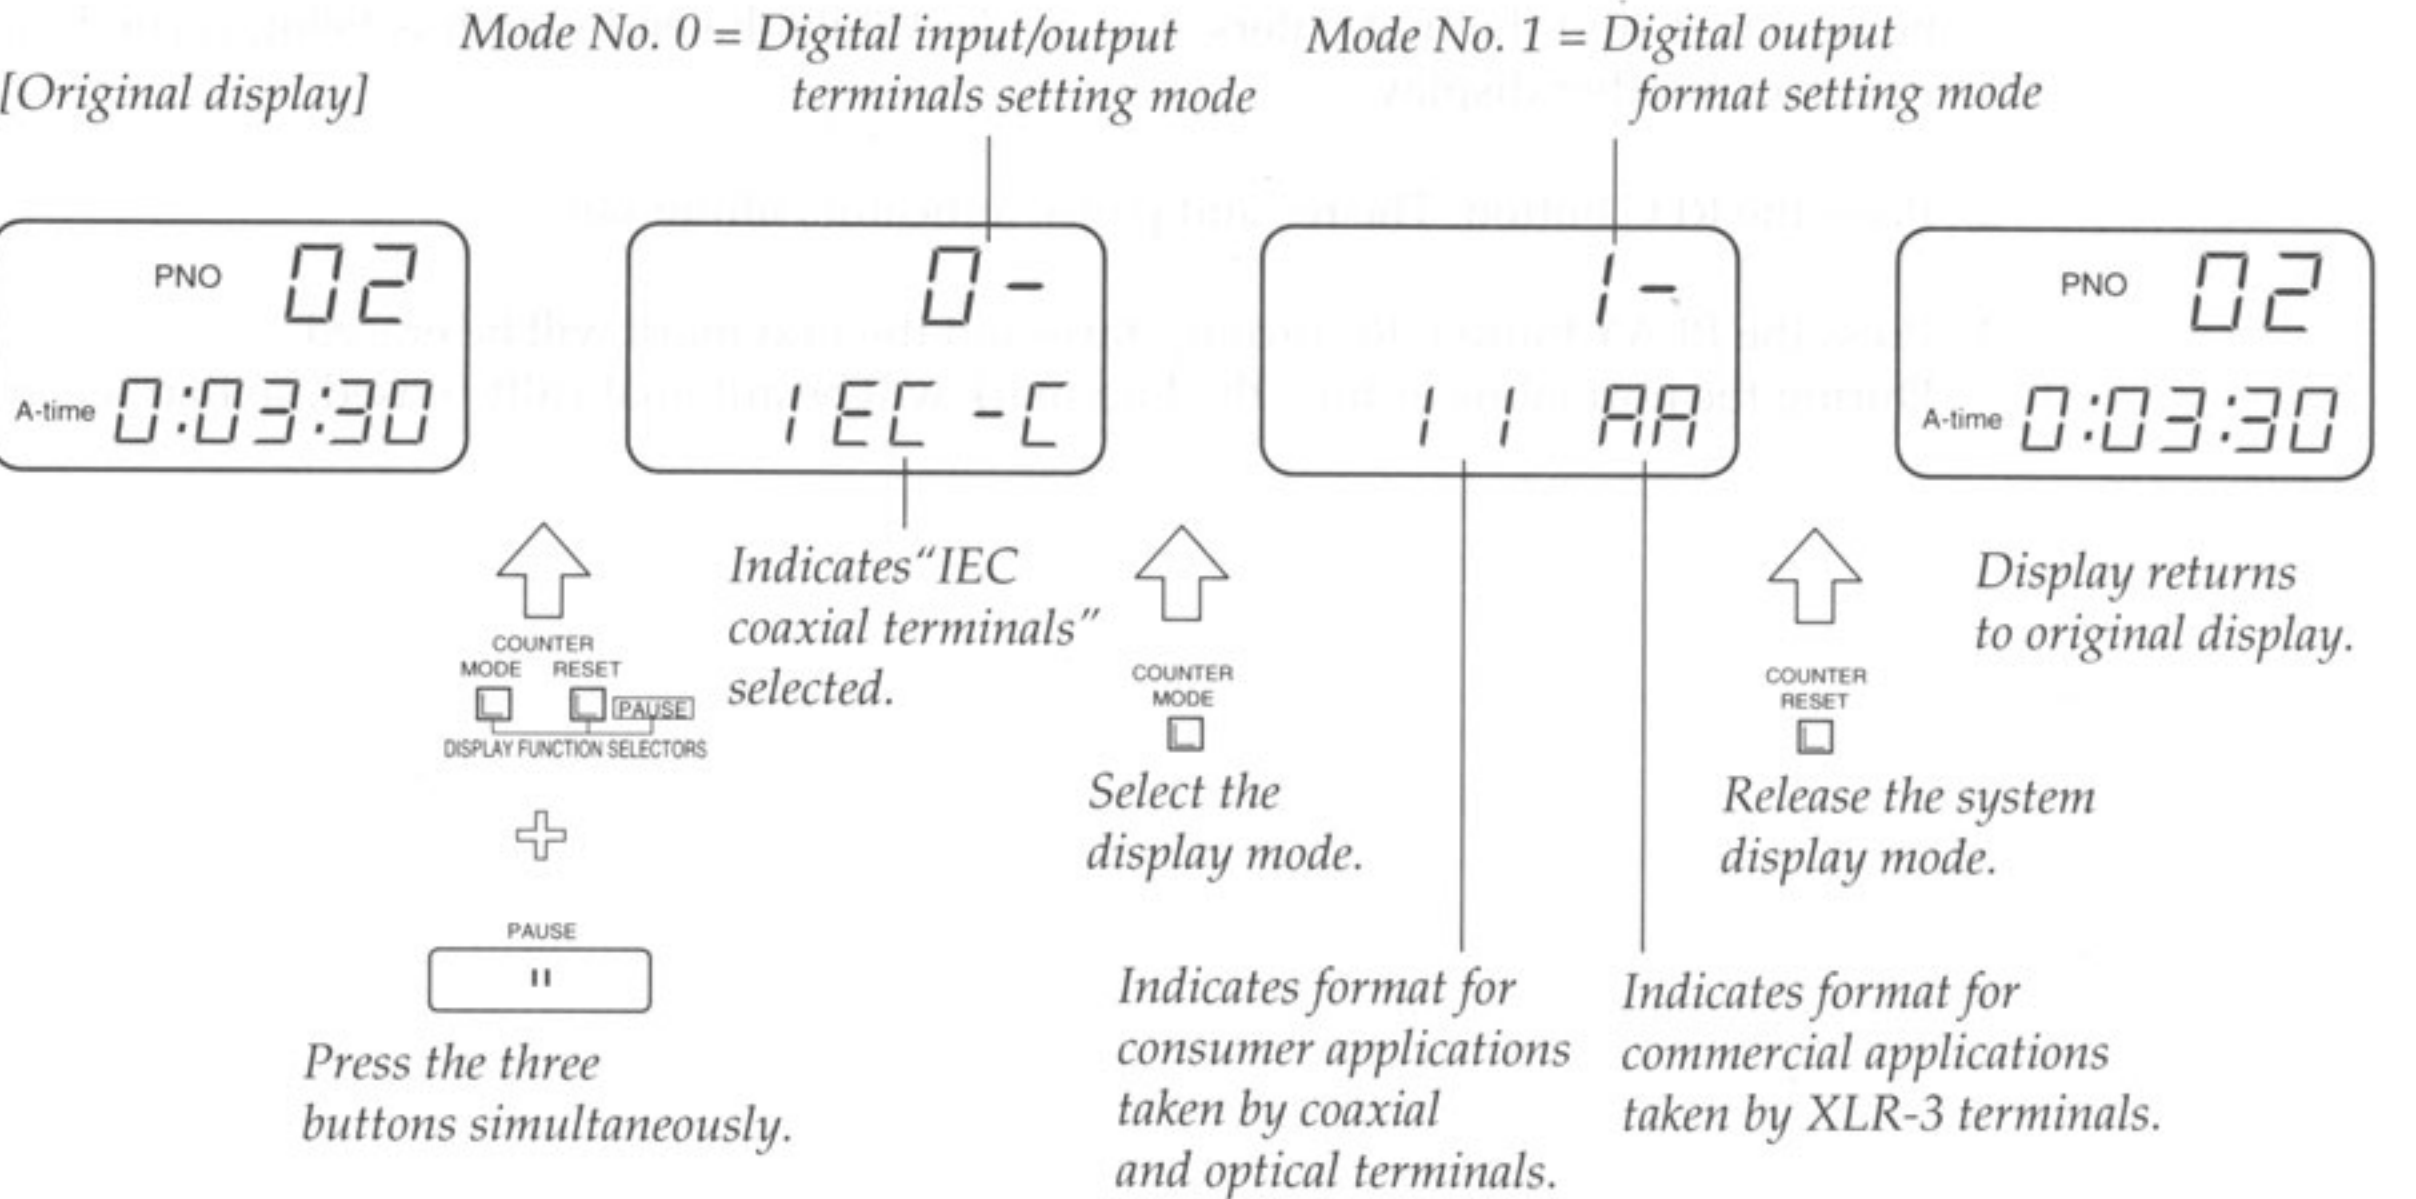 Mode No. 0 = Digital input/output
terminals setting mode
Mode No. 1 = Digital output
format setting mode
[Original display]
PNO 02
A-time 0:03:30
0-
IEC-C
1-
11 AA
PNO 02
A-time 0:03:30
COUNTER
MODE RESET
PAUSE
DISPLAY FUNCTION SELECTORS
PAUSE
Press the three
buttons simultaneously.
Indicates“IEC
coaxial terminals”
selected.
COUNTER
MODE
Select the
display mode.
Indicates format for
consumer applications
taken by coaxial
and optical terminals.
Indicates format for
commercial applications
taken by XLR-3 terminals.
COUNTER
RESET
Release the system
display mode.
Display returns
to original display.